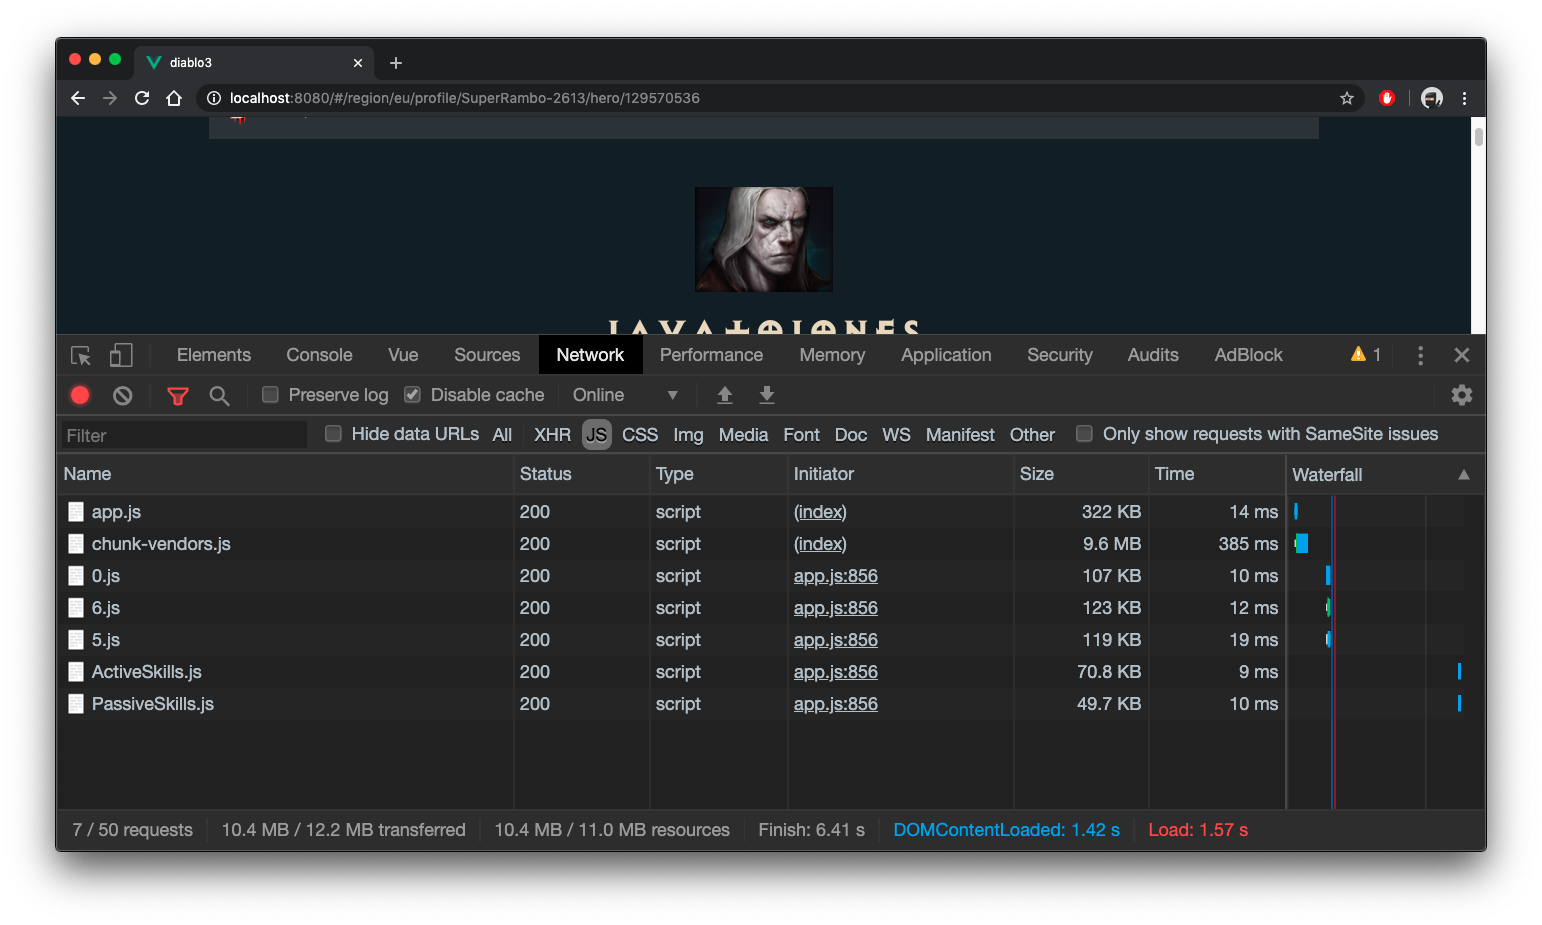 diablo3
localhost:8080/#/region/eu/profile/SuperRambo-2613/hero/129570536
JAVATOJONES
Elements Console Vue Sources Network Performance Memory Application Security Audits AdBlock 1
Preserve log Disable cache Online
Filter Hide data URLs All XHR JS CSS Img Media Font Doc WS Manifest Other Only show requests with SameSite issues
Name Status Type Initiator Size Time Waterfall
app.js 200 script (index) 322 KB 14 ms
chunk-vendors.js 200 script (index) 9.6 MB 385 ms
0.js 200 script app.js:856 107 KB 10 ms
6.js 200 script app.js:856 123 KB 12 ms
5.js 200 script app.js:856 119 KB 19 ms
ActiveSkills.js 200 script app.js:856 70.8 KB 9 ms
PassiveSkills.js 200 script app.js:856 49.7 KB 10 ms
7 / 50 requests 10.4 MB / 12.2 MB transferred 10.4 MB / 11.0 MB resources Finish: 6.41 s DOMContentLoaded: 1.42 s Load: 1.57 s